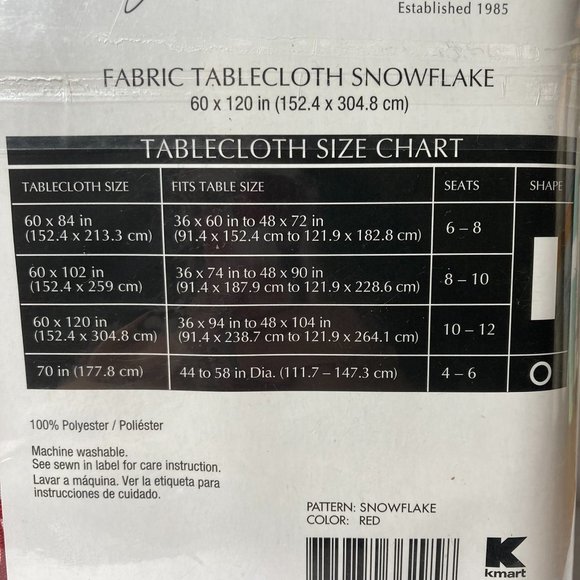 Established 1985
FABRIC TABLECLOTH SNOWFLAKE
60 x 120 in (152.4 x 304.8 cm)
TABLECLOTH SIZE CHART
TABLECLOTH SIZE FITS TABLE SIZE SEATS SHAPE
60 x 84 in 36 x 60 in to 48 x 72 in 6 – 8
(152.4 x 213.3 cm) (91.4 x 152.4 cm to 121.9 x 182.8 cm)
60 x 102 in 36 x 74 in to 48 x 90 in 8 – 10
(152.4 x 259 cm) (91.4 x 187.9 cm to 121.9 x 228.6 cm)
60 x 120 in 36 x 94 in to 48 x 104 in 10 – 12
(152.4 x 304.8 cm) (91.4 x 238.7 cm to 121.9 x 264.1 cm)
70 in (177.8 cm) 44 to 58 in Dia. (111.7 – 147.3 cm) 4 – 6
100% Polyester / Poliéster
Machine washable.
See sewn in label for care instruction.
Lavar a máquina. Ver la etiqueta para
instrucciones de cuidado.
PATTERN: SNOWFLAKE
COLOR: RED
K
kmart